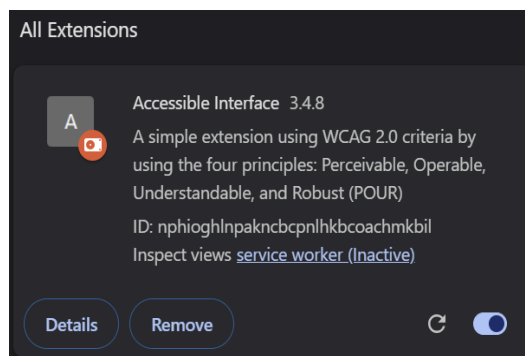 All Extensions
A
Accessible Interface 3.4.8
A simple extension using WCAG 2.0 criteria by
using the four principles: Perceivable, Operable,
Understandable, and Robust (POUR)
ID: nphioghlnpakncbcpnlhkbcoachmkbil
Inspect views service worker (Inactive)
Details
Remove